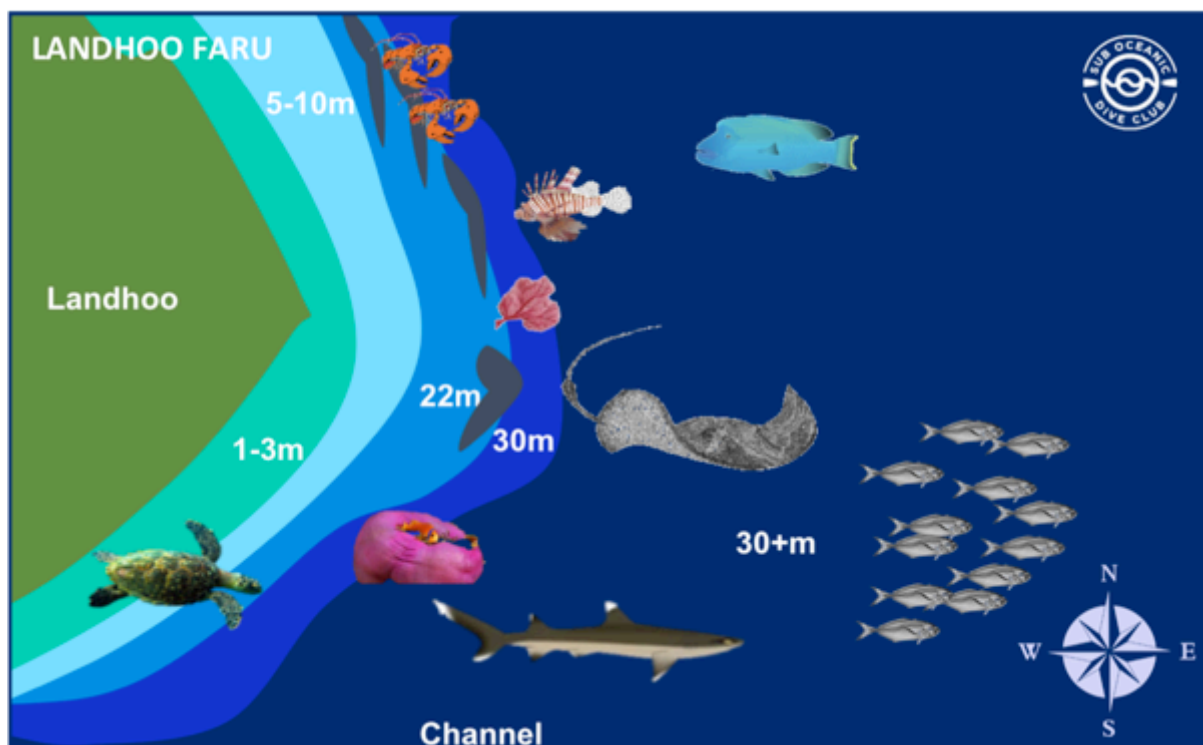 LANDHOO FARU
SUB OCEANIC
DIVE CLUB
5-10m
Landhoo
22m
30m
1-3m
30+m
N
W E
S
Channel